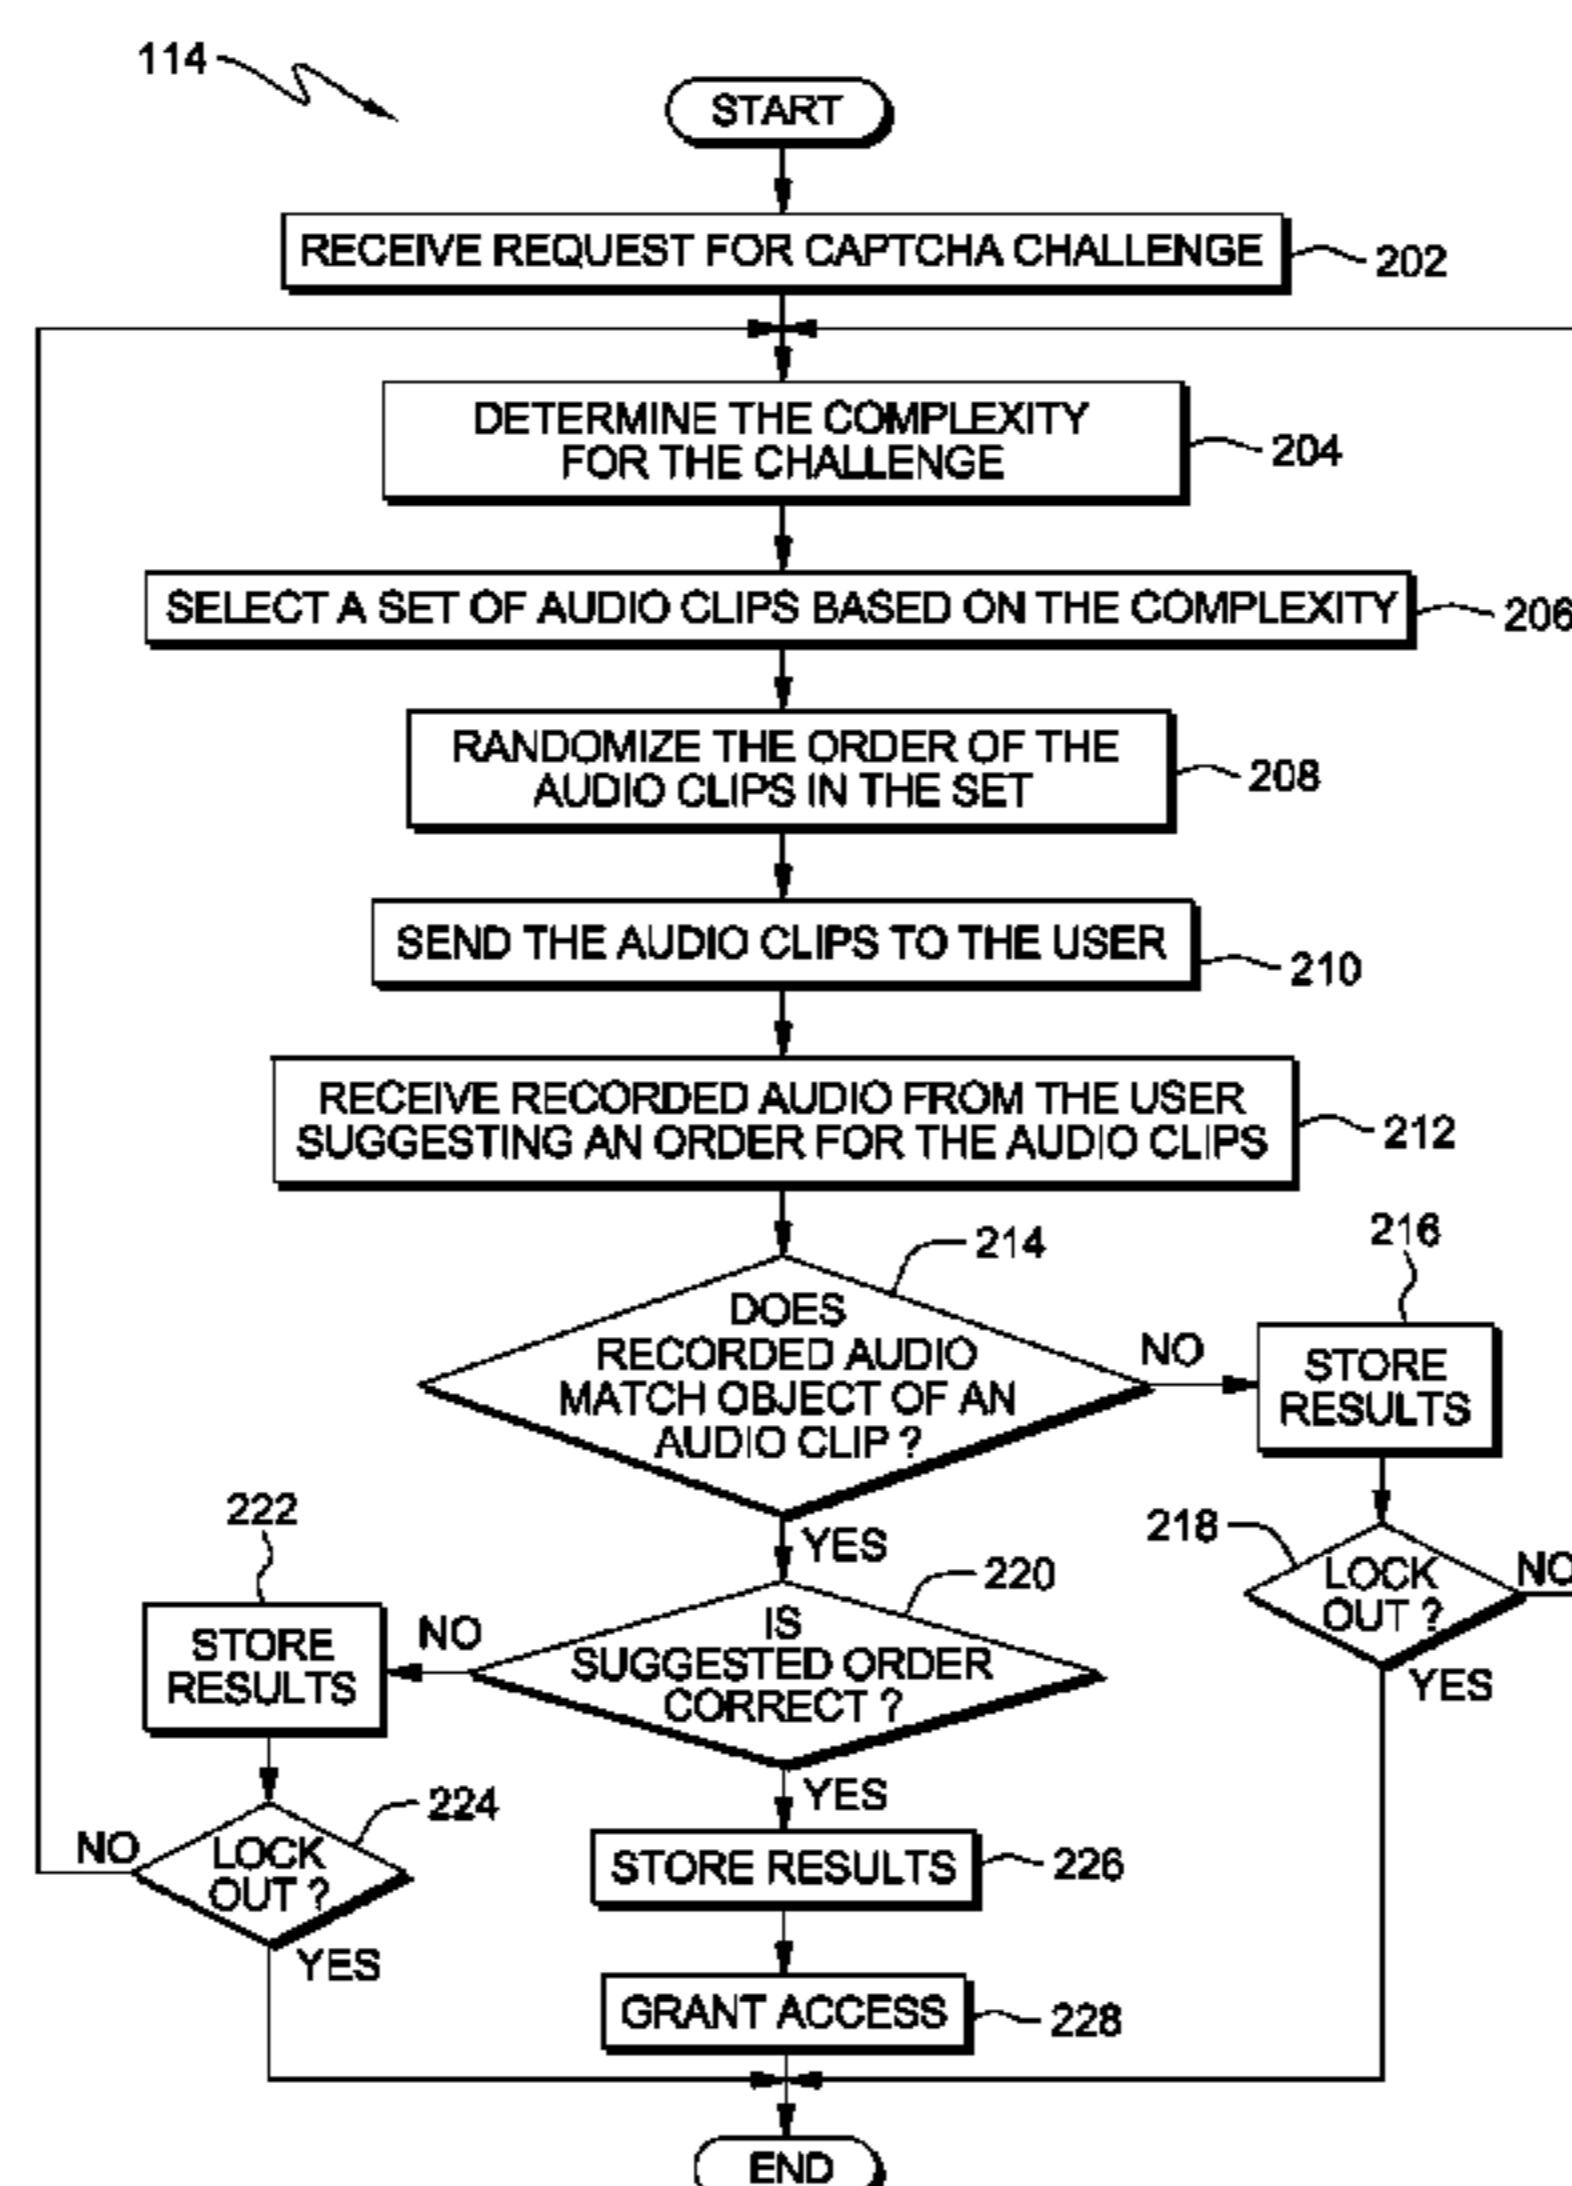 114
START
RECEIVE REQUEST FOR CAPTCHA CHALLENGE
202
DETERMINE THE COMPLEXITY
FOR THE CHALLENGE
204
SELECT A SET OF AUDIO CLIPS BASED ON THE COMPLEXITY
206
RANDOMIZE THE ORDER OF THE
AUDIO CLIPS IN THE SET
208
SEND THE AUDIO CLIPS TO THE USER
210
RECEIVE RECORDED AUDIO FROM THE USER
SUGGESTING AN ORDER FOR THE AUDIO CLIPS
212
214
DOES
RECORDED AUDIO
MATCH OBJECT OF AN
AUDIO CLIP ?
NO
216
STORE
RESULTS
YES
218
LOCK
OUT ?
NO
YES
220
IS
SUGGESTED ORDER
CORRECT ?
NO
222
STORE
RESULTS
YES
224
LOCK
OUT ?
NO
YES
STORE RESULTS
226
GRANT ACCESS
228
END